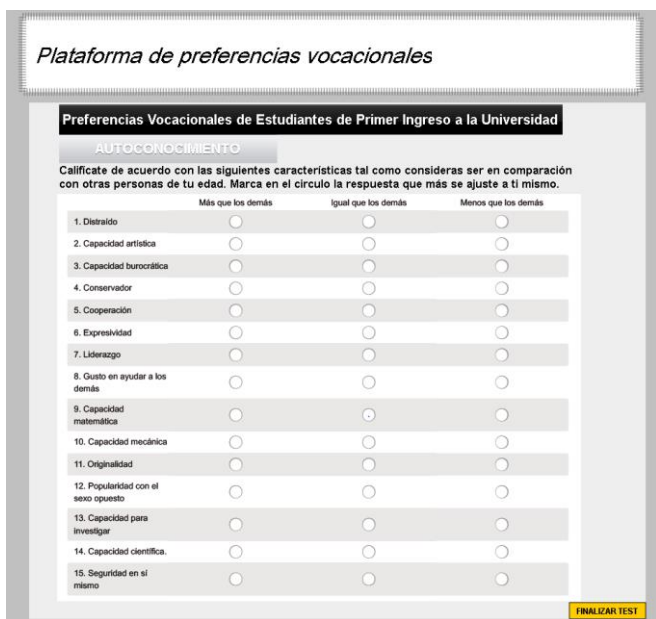 Plataforma de preferencias vocacionales
Preferencias Vocacionales de Estudiantes de Primer Ingreso a la Universidad
AUTOCONOCIMIENTO
Calificate de acuerdo con las siguientes características tal como consideras ser en comparación
con otras personas de tu edad. Marca en el circulo la respuesta que más se ajuste a ti mismo.
Más que los demás Igual que los demás Menos que los demás
1. Distraído
2. Capacidad artística
3. Capacidad burocrática
4. Conservador
5. Cooperación
6. Expresividad
7. Liderazgo
8. Gusto en ayudar a los
demás
9. Capacidad
matemática
10. Capacidad mecánica
11. Originalidad
12. Popularidad con el
sexo opuesto
13. Capacidad para
investigar
14. Capacidad científica.
15. Seguridad en sí
mismo
FINALIZAR TEST